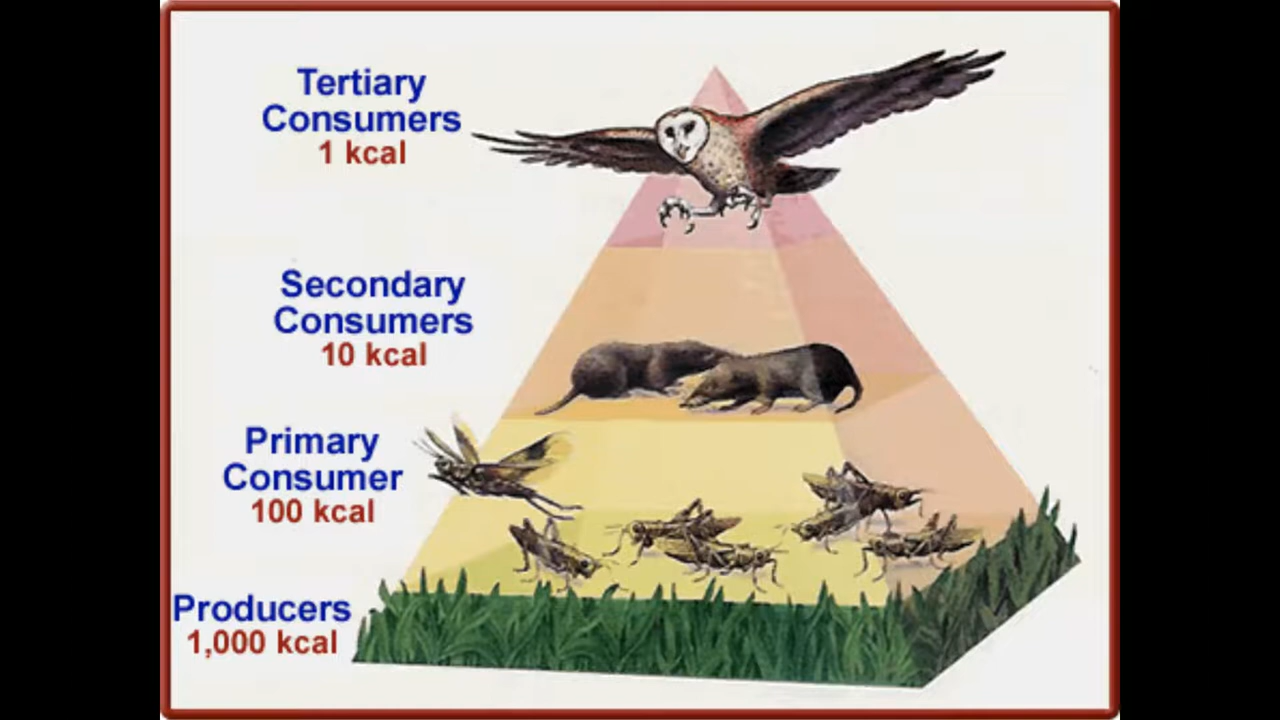 Tertiary
Consumers
1 kcal
Secondary
Consumers
10 kcal
Primary
Consumer
100 kcal
Producers
1,000 kcal